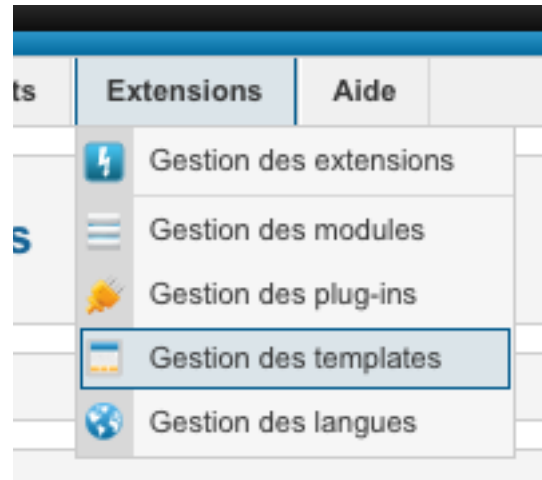 ts Extensions Aide
Gestion des extensions
s
Gestion des modules
Gestion des plug-ins
Gestion des templates
Gestion des langues